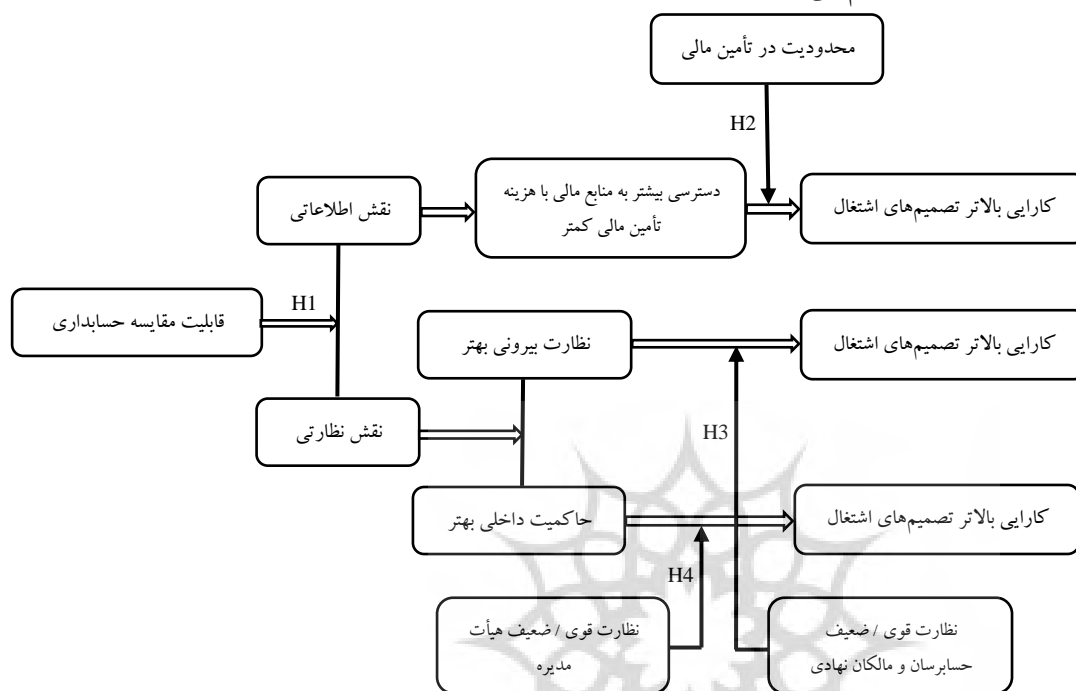 محدودیت در تأمین مالی
H2
نقش اطلاعاتی
دسترسی بیشتر به منابع مالی با هزینه
تأمین مالی کمتر
کارایی بالاتر تصمیم‌های اشتغال
قابلیت مقایسه حسابداری
H1
نظارت بیرونی بهتر
کارایی بالاتر تصمیم‌های اشتغال
نقش نظارتی
H3
حاکمیت داخلی بهتر
کارایی بالاتر تصمیم‌های اشتغال
H4
نظارت قوی / ضعیف هیأت
مدیره
نظارت قوی / ضعیف
حسابرسان و مالکان نهادی